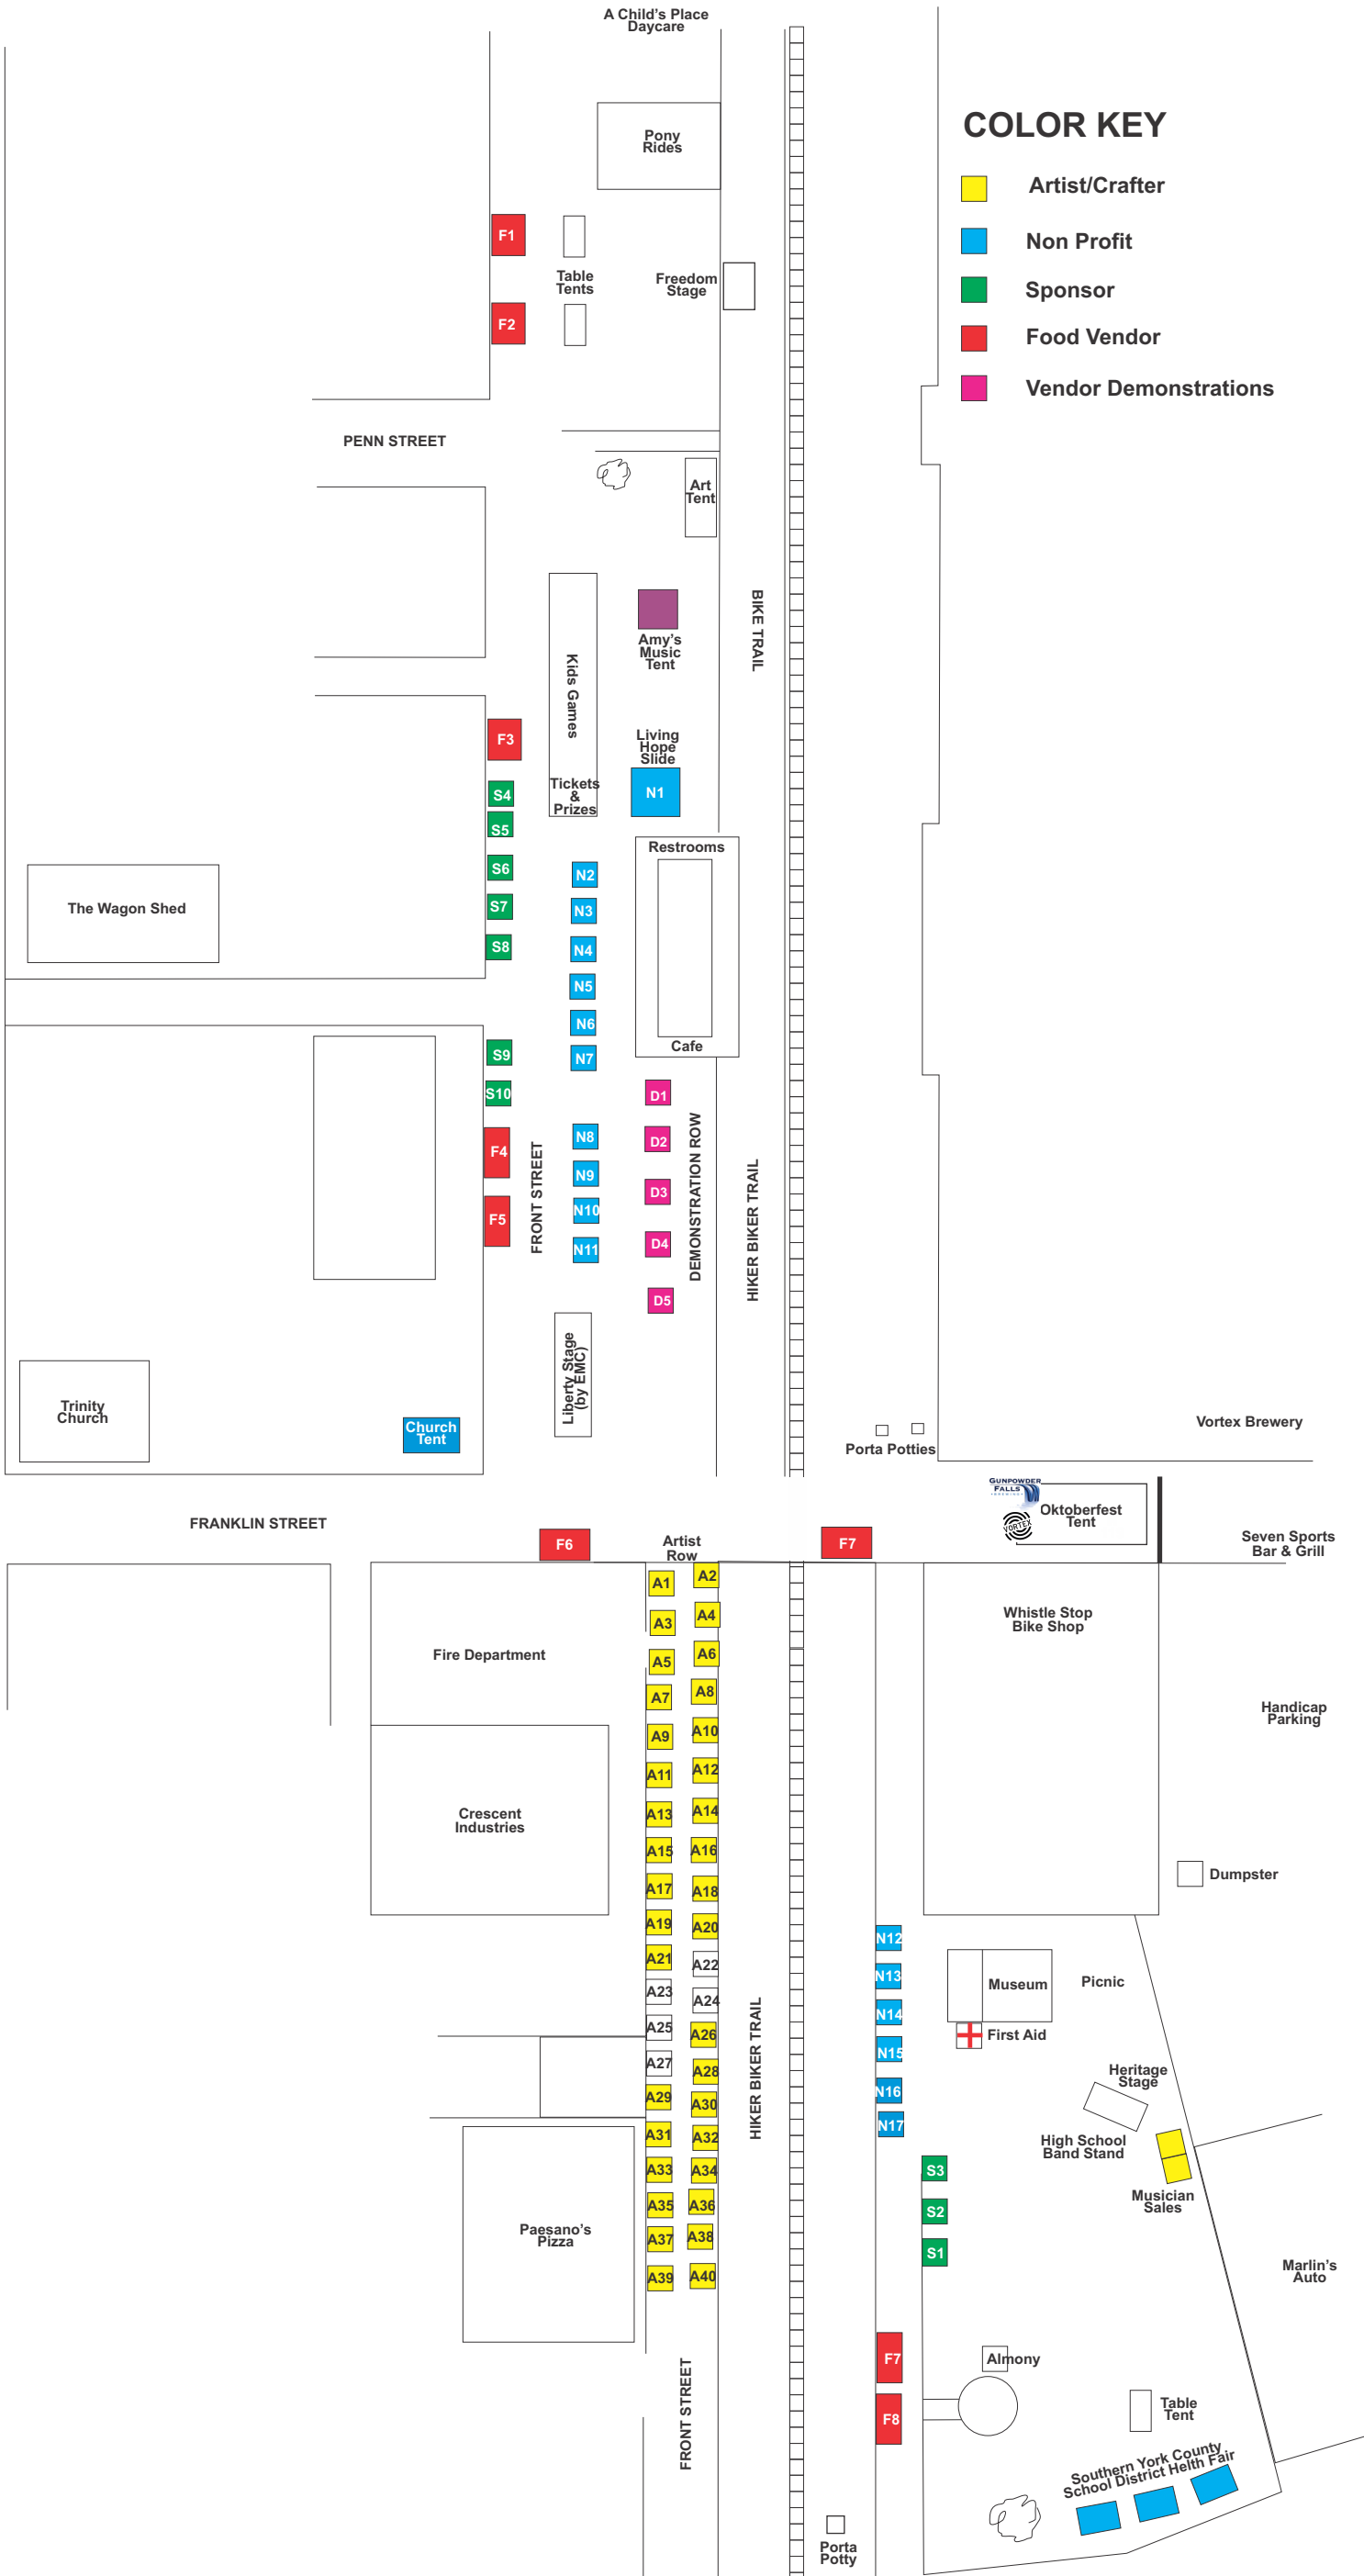 A Child's Place
Daycare
COLOR KEY
Artist/Crafter
Non Profit
Sponsor
Food Vendor
Vendor Demonstrations
Pony
Rides
F1
Table
Tents
Freedom
Stage
F2
PENN STREET
Art
Tent
BIKE TRAIL
Amy's
Music
Tent
Kids Games
F3
Living
Hope
Slide
Tickets
&
Prizes
N1
S4
S5
S6
S7
S8
The Wagon Shed
Restrooms
N2
N3
N4
N5
N6
N7
Cafe
S9
S10
F4
F5
FRONT STREET
N8
N9
N10
N11
D1
D2
D3
D4
D5
DEMONSTRATION ROW
HIKER BIKER TRAIL
Liberty Stage
(by EMC)
Trinity
Church
Church
Tent
Porta Potties
Vortex Brewery
GUNPOWDER
FALLS
VORTEX
Oktoberfest
Tent
FRANKLIN STREET
F6
Artist
Row
F7
Seven Sports
Bar & Grill
A1
A2
A3
A4
A5
A6
A7
A8
A9
A10
A11
A12
A13
A14
A15
A16
A17
A18
A19
A20
A21
A22
A23
A24
A25
A26
A27
A28
A29
A30
A31
A32
A33
A34
A35
A36
A37
A38
A39
A40
Fire Department
Crescent
Industries
Paesano's
Pizza
Whistle Stop
Bike Shop
Handicap
Parking
Dumpster
N12
N13
N14
N15
N16
N17
Museum
Picnic
First Aid
Heritage
Stage
High School
Band Stand
Musician
Sales
HIKER BIKER TRAIL
S3
S2
S1
Marlin's
Auto
F7
F8
Almony
Table
Tent
FRONT STREET
Southern York County
School District Helth Fair
Porta
Potty